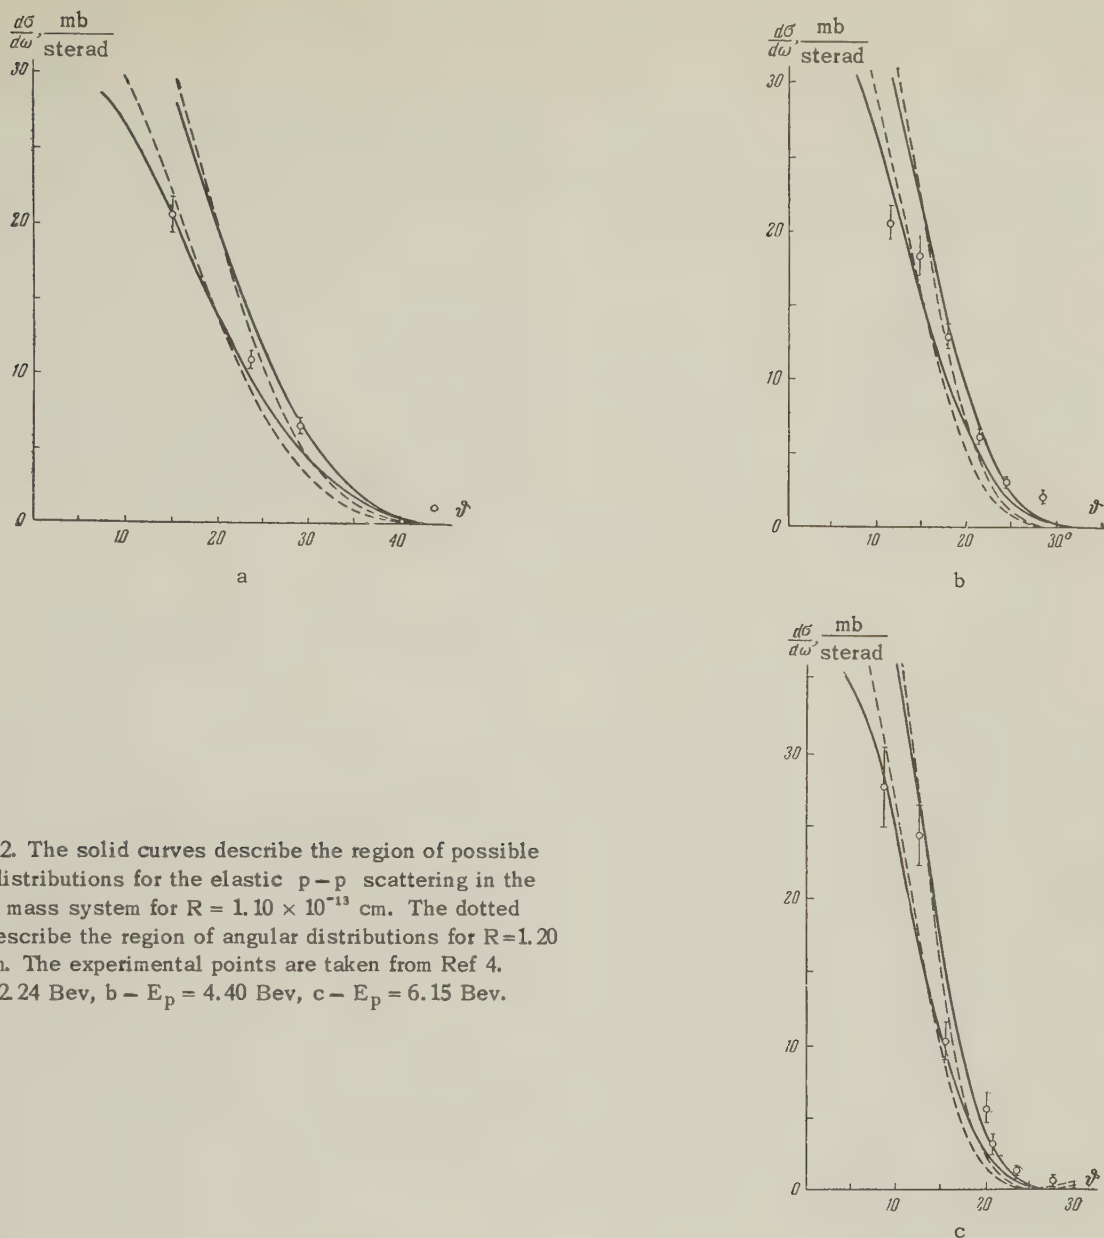 dσ/dω, mb/sterad
30
20
10
0
10 20 30 40 ϑ
a
dσ/dω, mb/sterad
30
20
10
0
10 20 30° ϑ
b
dσ/dω, mb/sterad
30
20
10
0
10 20 30 ϑ
c
2. The solid curves describe the region of possible
distributions for the elastic p–p scattering in the
mass system for R = 1.10 × 10⁻¹³ cm. The dotted
escribe the region of angular distributions for R=1.20
. The experimental points are taken from Ref 4.
2.24 Bev, b – Eₚ = 4.40 Bev, c – Eₚ = 6.15 Bev.